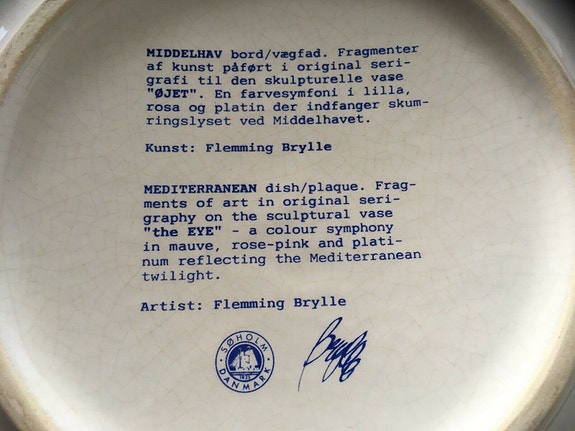 MIDDELHAV bord/vægfad. Fragmenter
af kunst påført i original seri-
grafi til den skulpturelle vase
"ØJET". En farvesymfoni i lilla,
rosa og platin der indfanger skum-
ringslyset ved Middelhavet.
Kunst: Flemming Brylle
MEDITERRANEAN dish/plaque. Frag-
ments of art in original seri-
graphy on the sculptural vase
"the EYE" - a colour symphony
in mauve, rose-pink and plati-
num reflecting the Mediterranean
twilight.
Artist: Flemming Brylle
SØHOLM
DANMARK